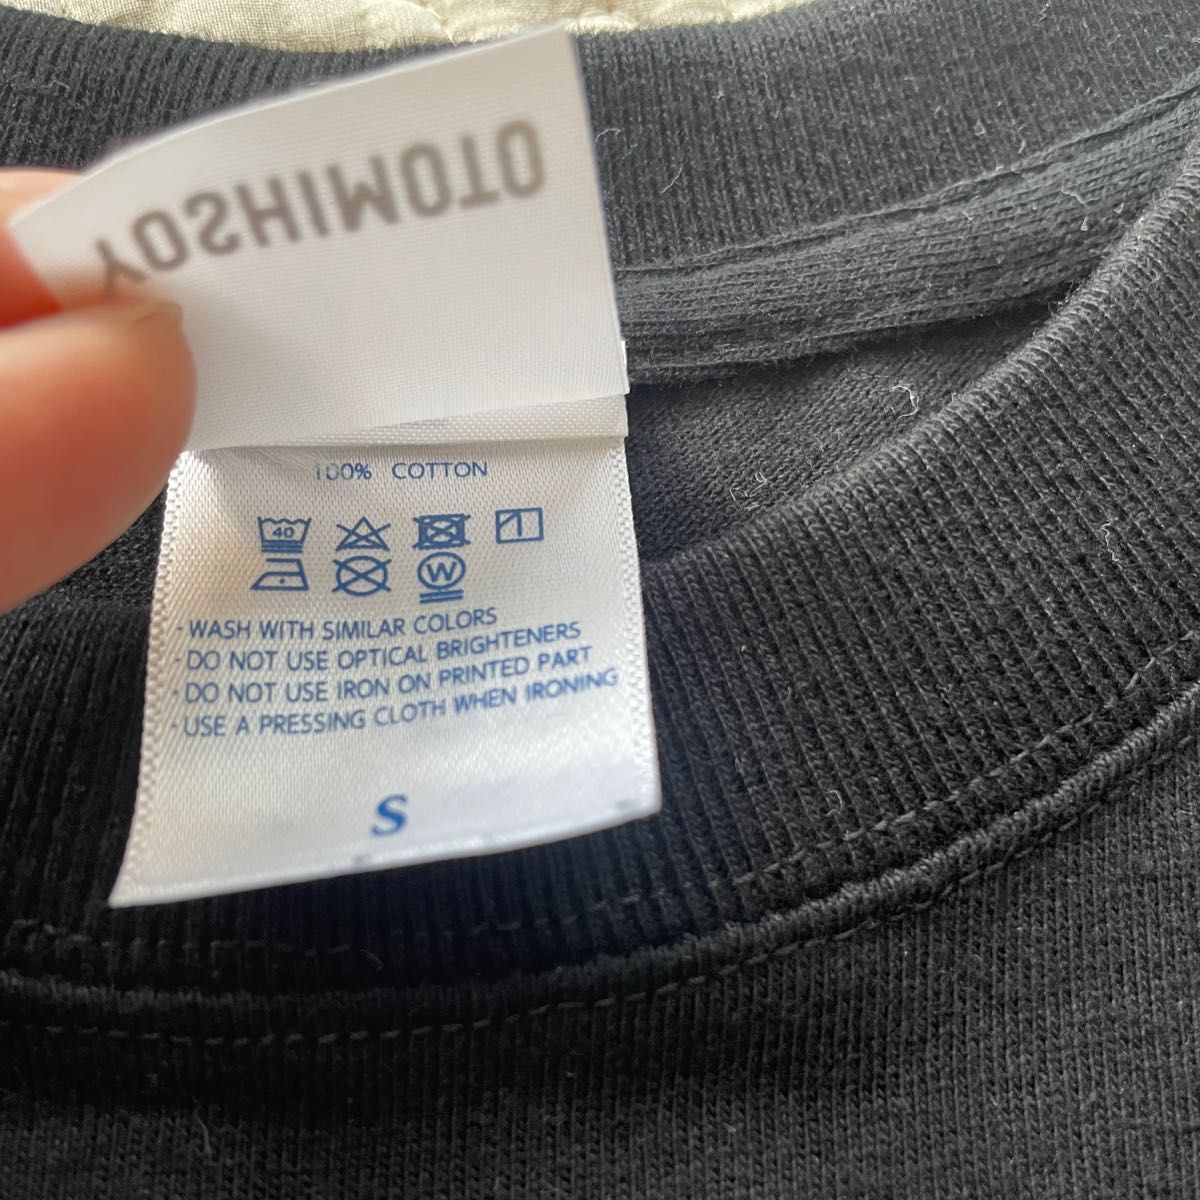 YOSHIMOTO
100% COTTON
40
W
・WASH WITH SIMILAR COLORS
・DO NOT USE OPTICAL BRIGHTENERS
・DO NOT USE IRON ON PRINTED PART
・USE A PRESSING CLOTH WHEN IRONING
S